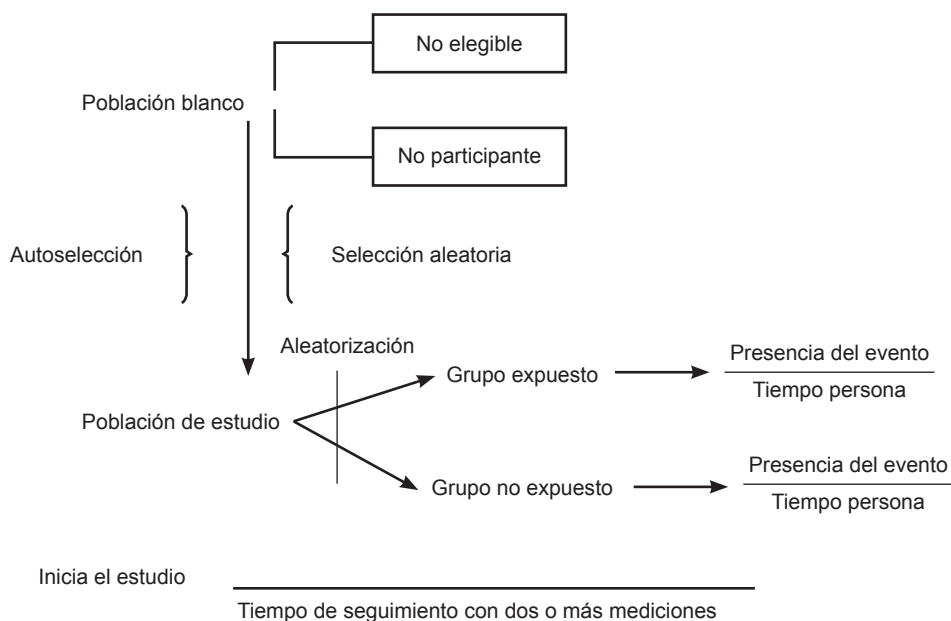 No elegible
Población blanco
No participante
Autoselección
Selección aleatoria
Aleatorización
Grupo expuesto
Presencia del evento
Tiempo persona
Población de estudio
Grupo no expuesto
Presencia del evento
Tiempo persona
Inicia el estudio
Tiempo de seguimiento con dos o más mediciones